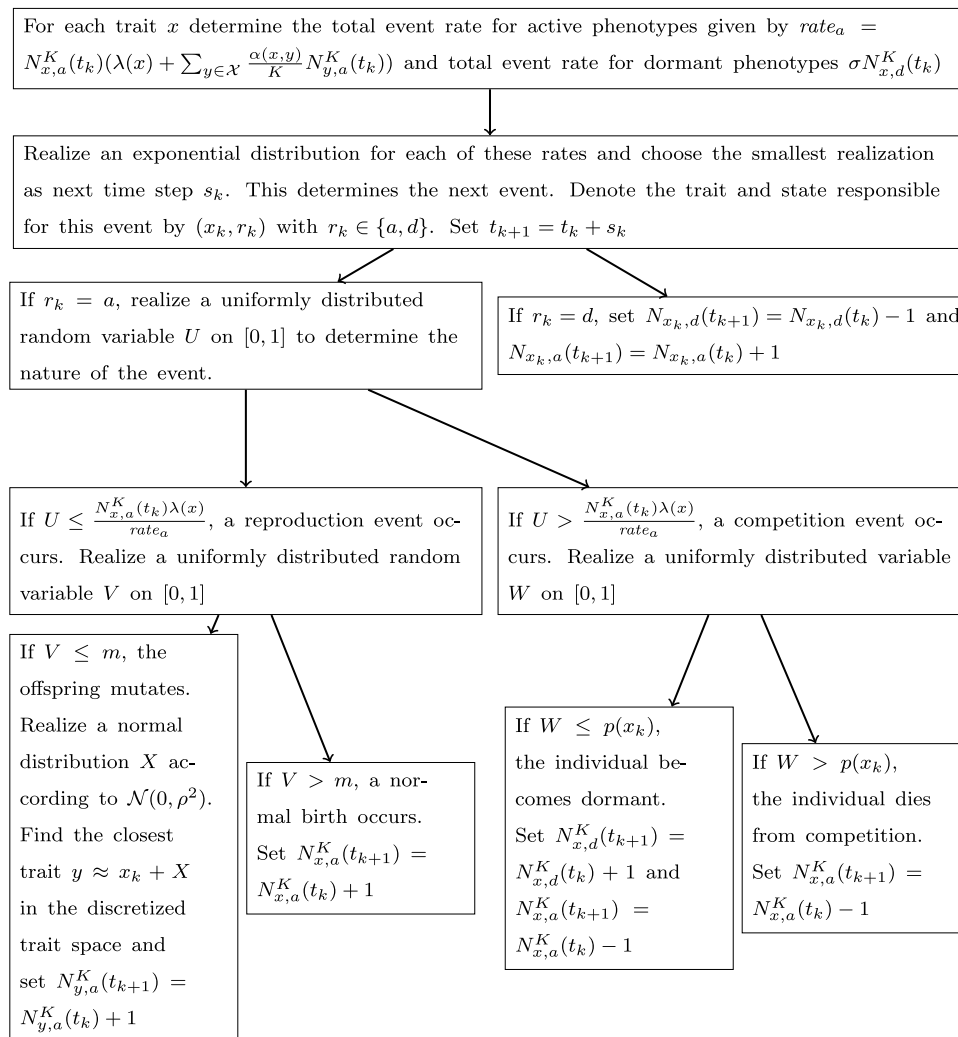 For each trait x determine the total event rate for active phenotypes given by rate_a =
N^K_{x,a}(t_k)(λ(x) + ∑_{y∈𝒳} \frac{α(x,y)}{K} N^K_{y,a}(t_k)) and total event rate for dormant phenotypes σN^K_{x,d}(t_k)
Realize an exponential distribution for each of these rates and choose the smallest realization
as next time step s_k. This determines the next event. Denote the trait and state responsible
for this event by (x_k, r_k) with r_k ∈ {a, d}. Set t_{k+1} = t_k + s_k
If r_k = a, realize a uniformly distributed
random variable U on [0, 1] to determine the
nature of the event.
If r_k = d, set N_{x_k,d}(t_{k+1}) = N_{x_k,d}(t_k) − 1 and
N_{x_k,a}(t_{k+1}) = N_{x_k,a}(t_k) + 1
If U ≤ \frac{N^K_{x,a}(t_k)λ(x)}{rate_a}, a reproduction event oc-
curs. Realize a uniformly distributed random
variable V on [0, 1]
If U > \frac{N^K_{x,a}(t_k)λ(x)}{rate_a}, a competition event oc-
curs. Realize a uniformly distributed variable
W on [0, 1]
If V ≤ m, the
offspring mutates.
Realize a normal
distribution X ac-
cording to 𝒩(0, ρ²).
Find the closest
trait y ≈ x_k + X
in the discretized
trait space and
set N^K_{y,a}(t_{k+1}) =
N^K_{y,a}(t_k) + 1
If V > m, a nor-
mal birth occurs.
Set N^K_{x,a}(t_{k+1}) =
N^K_{x,a}(t_k) + 1
If W ≤ p(x_k),
the individual be-
comes dormant.
Set N^K_{x,d}(t_{k+1}) =
N^K_{x,d}(t_k) + 1 and
N^K_{x,a}(t_{k+1}) =
N^K_{x,a}(t_k) − 1
If W > p(x_k),
the individual dies
from competition.
Set N^K_{x,a}(t_{k+1}) =
N^K_{x,a}(t_k) − 1